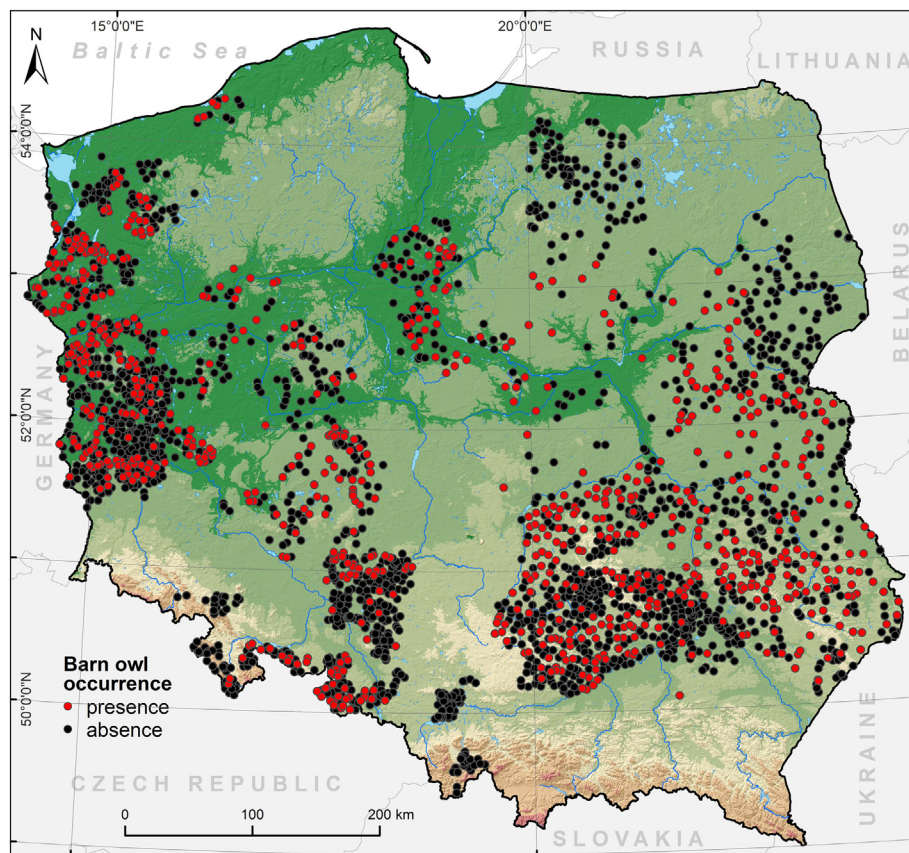 15°0'0"E
20°0'0"E
N
Baltic Sea
RUSSIA
LITHUANIA
54°0'0"N
BELARUS
GERMANY
52°0'0"N
Barn owl
occurrence
presence
absence
50°0'0"N
UKRAINE
CZECH REPUBLIC
0 100 200 km
SLOVAKIA